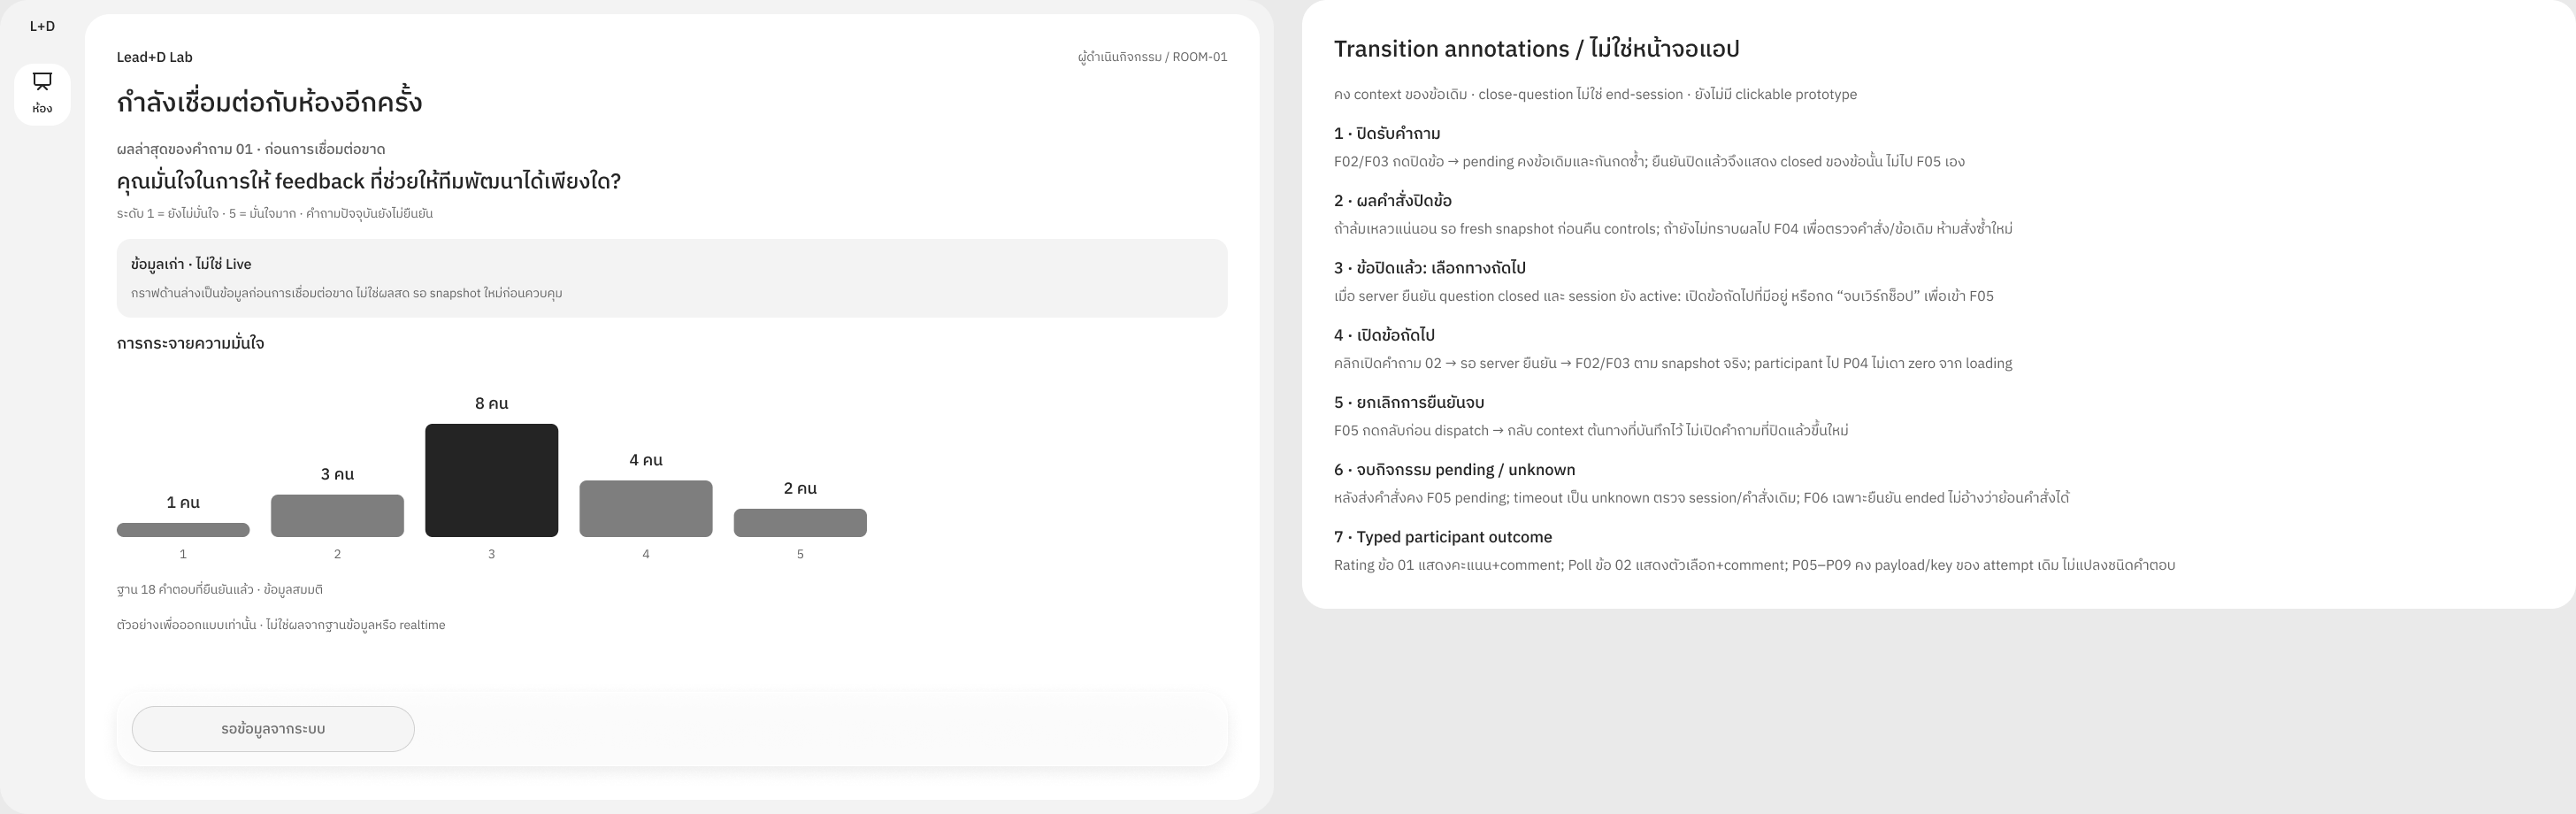 L+D
ห้อง
Lead+D Lab
ผู้ดำเนินกิจกรรม / ROOM-01
กำลังเชื่อมต่อกับห้องอีกครั้ง
ผลล่าสุดของคำถาม 01 · ก่อนการเชื่อมต่อขาด
คุณมั่นใจในการให้ feedback ที่ช่วยให้ทีมพัฒนาได้เพียงใด?
ระดับ 1 = ยังไม่มั่นใจ · 5 = มั่นใจมาก · คำถามปัจจุบันยังไม่ยืนยัน
ข้อมูลเก่า · ไม่ใช่ Live
กราฟด้านล่างเป็นข้อมูลก่อนการเชื่อมต่อขาด ไม่ใช่ผลสด รอ snapshot ใหม่ก่อนควบคุม
การกระจายความมั่นใจ
1 คน
3 คน
8 คน
4 คน
2 คน
1
2
3
4
5
ฐาน 18 คำตอบที่ยืนยันแล้ว · ข้อมูลสมมติ
ตัวอย่างเพื่อออกแบบเท่านั้น · ไม่ใช่ผลจากฐานข้อมูลหรือ realtime
รอข้อมูลจากระบบ
Transition annotations / ไม่ใช่หน้าจอแอป
คง context ของข้อเดิม · close-question ไม่ใช่ end-session · ยังไม่มี clickable prototype
1 · ปิดรับคำถาม
F02/F03 กดปิดข้อ → pending คงข้อเดิมและกันกดซ้ำ; ยืนยันปิดแล้วจึงแสดง closed ของข้อนั้น ไม่ไป F05 เอง
2 · ผลคำสั่งปิดข้อ
ถ้าล้มเหลวแน่นอน รอ fresh snapshot ก่อนคืน controls; ถ้ายังไม่ทราบผลไป F04 เพื่อตรวจคำสั่ง/ข้อเดิม ห้ามสั่งซ้ำใหม่
3 · ข้อปิดแล้ว: เลือกทางถัดไป
เมื่อ server ยืนยัน question closed และ session ยัง active: เปิดข้อถัดไปที่มีอยู่ หรือกด “จบเวิร์กช็อป” เพื่อเข้า F05
4 · เปิดข้อถัดไป
คลิกเปิดคำถาม 02 → รอ server ยืนยัน → F02/F03 ตาม snapshot จริง; participant ไป P04 ไม่เดา zero จาก loading
5 · ยกเลิกการยืนยันจบ
F05 กดกลับก่อน dispatch → กลับ context ต้นทางที่บันทึกไว้ ไม่เปิดคำถามที่ปิดแล้วขึ้นใหม่
6 · จบกิจกรรม pending / unknown
หลังส่งคำสั่งคง F05 pending; timeout เป็น unknown ตรวจ session/คำสั่งเดิม; F06 เฉพาะยืนยัน ended ไม่อ้างว่าย้อนคำสั่งได้
7 · Typed participant outcome
Rating ข้อ 01 แสดงคะแนน+comment; Poll ข้อ 02 แสดงตัวเลือก+comment; P05–P09 คง payload/key ของ attempt เดิม ไม่แปลงชนิดคำตอบ